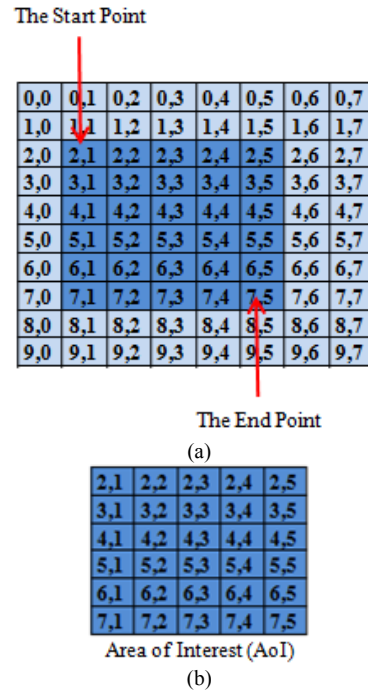 The Start Point
0,0 0,1 0,2 0,3 0,4 0,5 0,6 0,7
1,0 1,1 1,2 1,3 1,4 1,5 1,6 1,7
2,0 2,1 2,2 2,3 2,4 2,5 2,6 2,7
3,0 3,1 3,2 3,3 3,4 3,5 3,6 3,7
4,0 4,1 4,2 4,3 4,4 4,5 4,6 4,7
5,0 5,1 5,2 5,3 5,4 5,5 5,6 5,7
6,0 6,1 6,2 6,3 6,4 6,5 6,6 6,7
7,0 7,1 7,2 7,3 7,4 7,5 7,6 7,7
8,0 8,1 8,2 8,3 8,4 8,5 8,6 8,7
9,0 9,1 9,2 9,3 9,4 9,5 9,6 9,7
The End Point
(a)
2,1 2,2 2,3 2,4 2,5
3,1 3,2 3,3 3,4 3,5
4,1 4,2 4,3 4,4 4,5
5,1 5,2 5,3 5,4 5,5
6,1 6,2 6,3 6,4 6,5
7,1 7,2 7,3 7,4 7,5
Area of Interest (AoI)
(b)